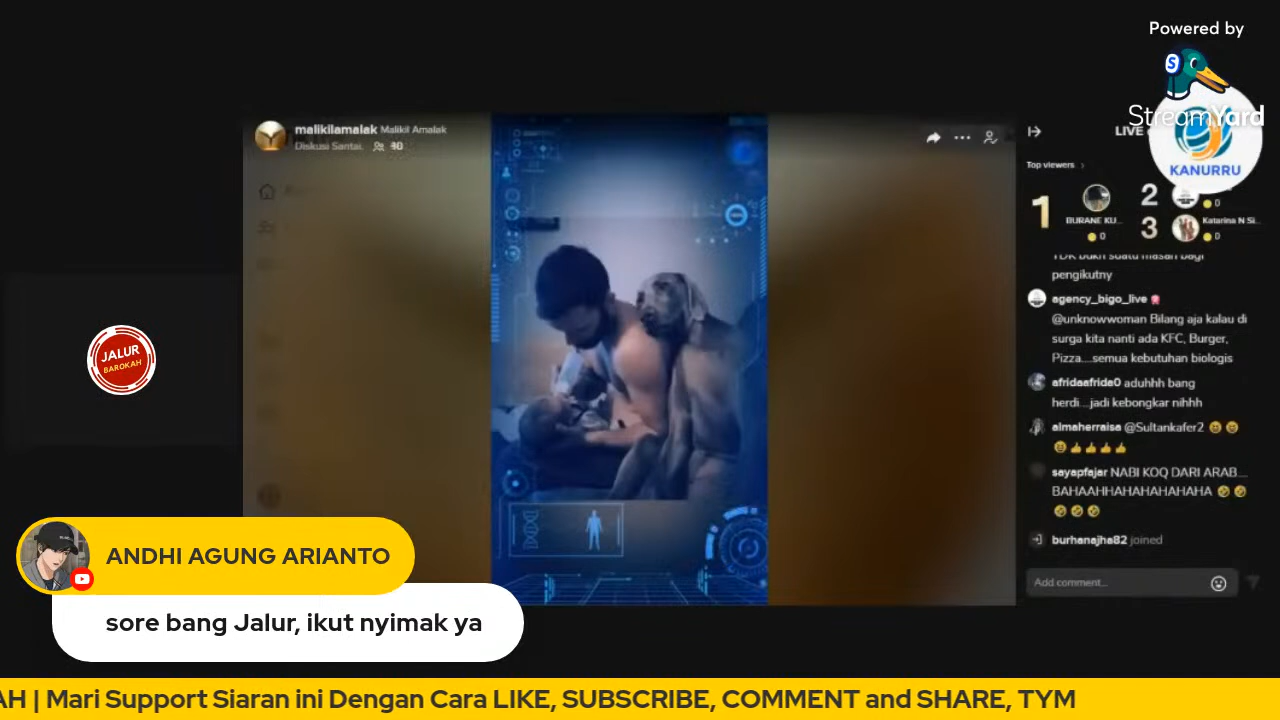 Powered by
StreamYard
KANURRU
malikilamalak Malikil Amalak
Diskusi Santai.
LIVE
Top viewers
1
BURANE KU...
0
2
0
3
Katarina N Si...
0
pengikutny
agency_bigo_live
@unknowwoman Bilang aja kalau di
surga kita nanti ada KFC, Burger,
Pizza....semua kebutuhan biologis
afridaafrida0 aduhhh bang
herdi...jadi kebongkar nihhh
almaherraisa @Sultankafer2 😆 😆
😆 👍 👍 👍 👍
sayapfajar NABI KOQ DARI ARAB....
BAHAAHHAHAHAHAHAHA 🤣 🤣
🤣 🤣 🤣
burhanajha82 joined
Add comment...
JALUR
BAROKAH
ANDHI AGUNG ARIANTO
sore bang Jalur, ikut nyimak ya
AH | Mari Support Siaran ini Dengan Cara LIKE, SUBSCRIBE, COMMENT and SHARE, TYM